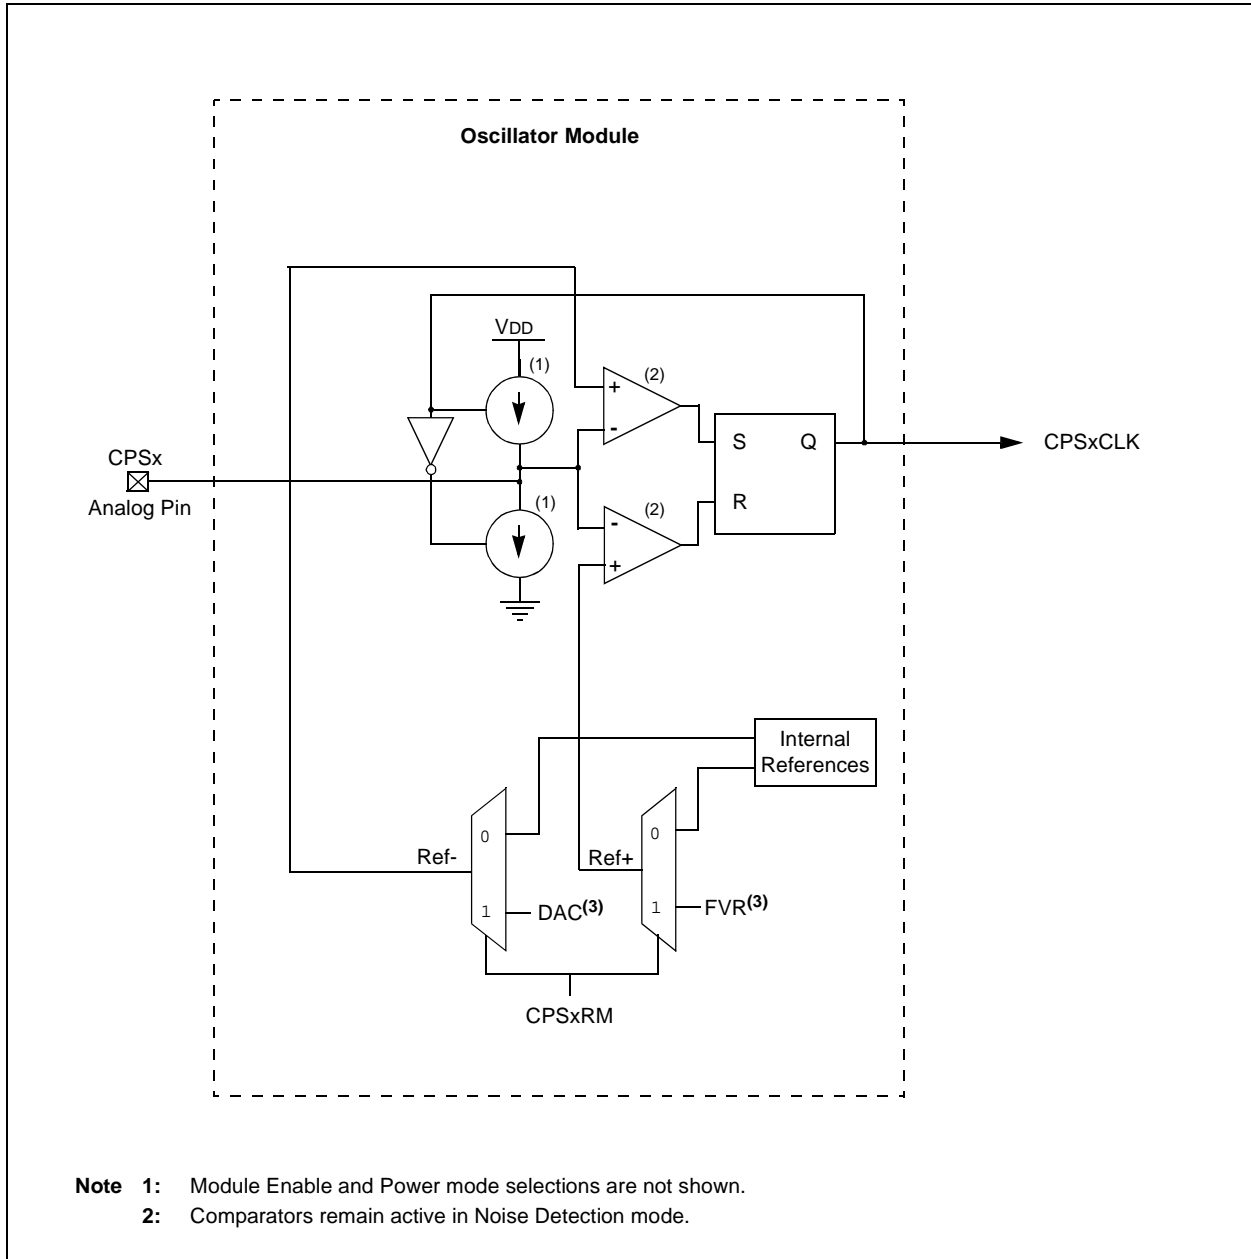 Oscillator Module
VDD
(1)
(2)
+
-
S Q
CPSxCLK
CPSx
Analog Pin
(1)
(2)
R
-
+
Internal
References
0
0
Ref-
Ref+
1
DAC(3)
1
FVR(3)
CPSxRM
Note 1: Module Enable and Power mode selections are not shown.
2: Comparators remain active in Noise Detection mode.